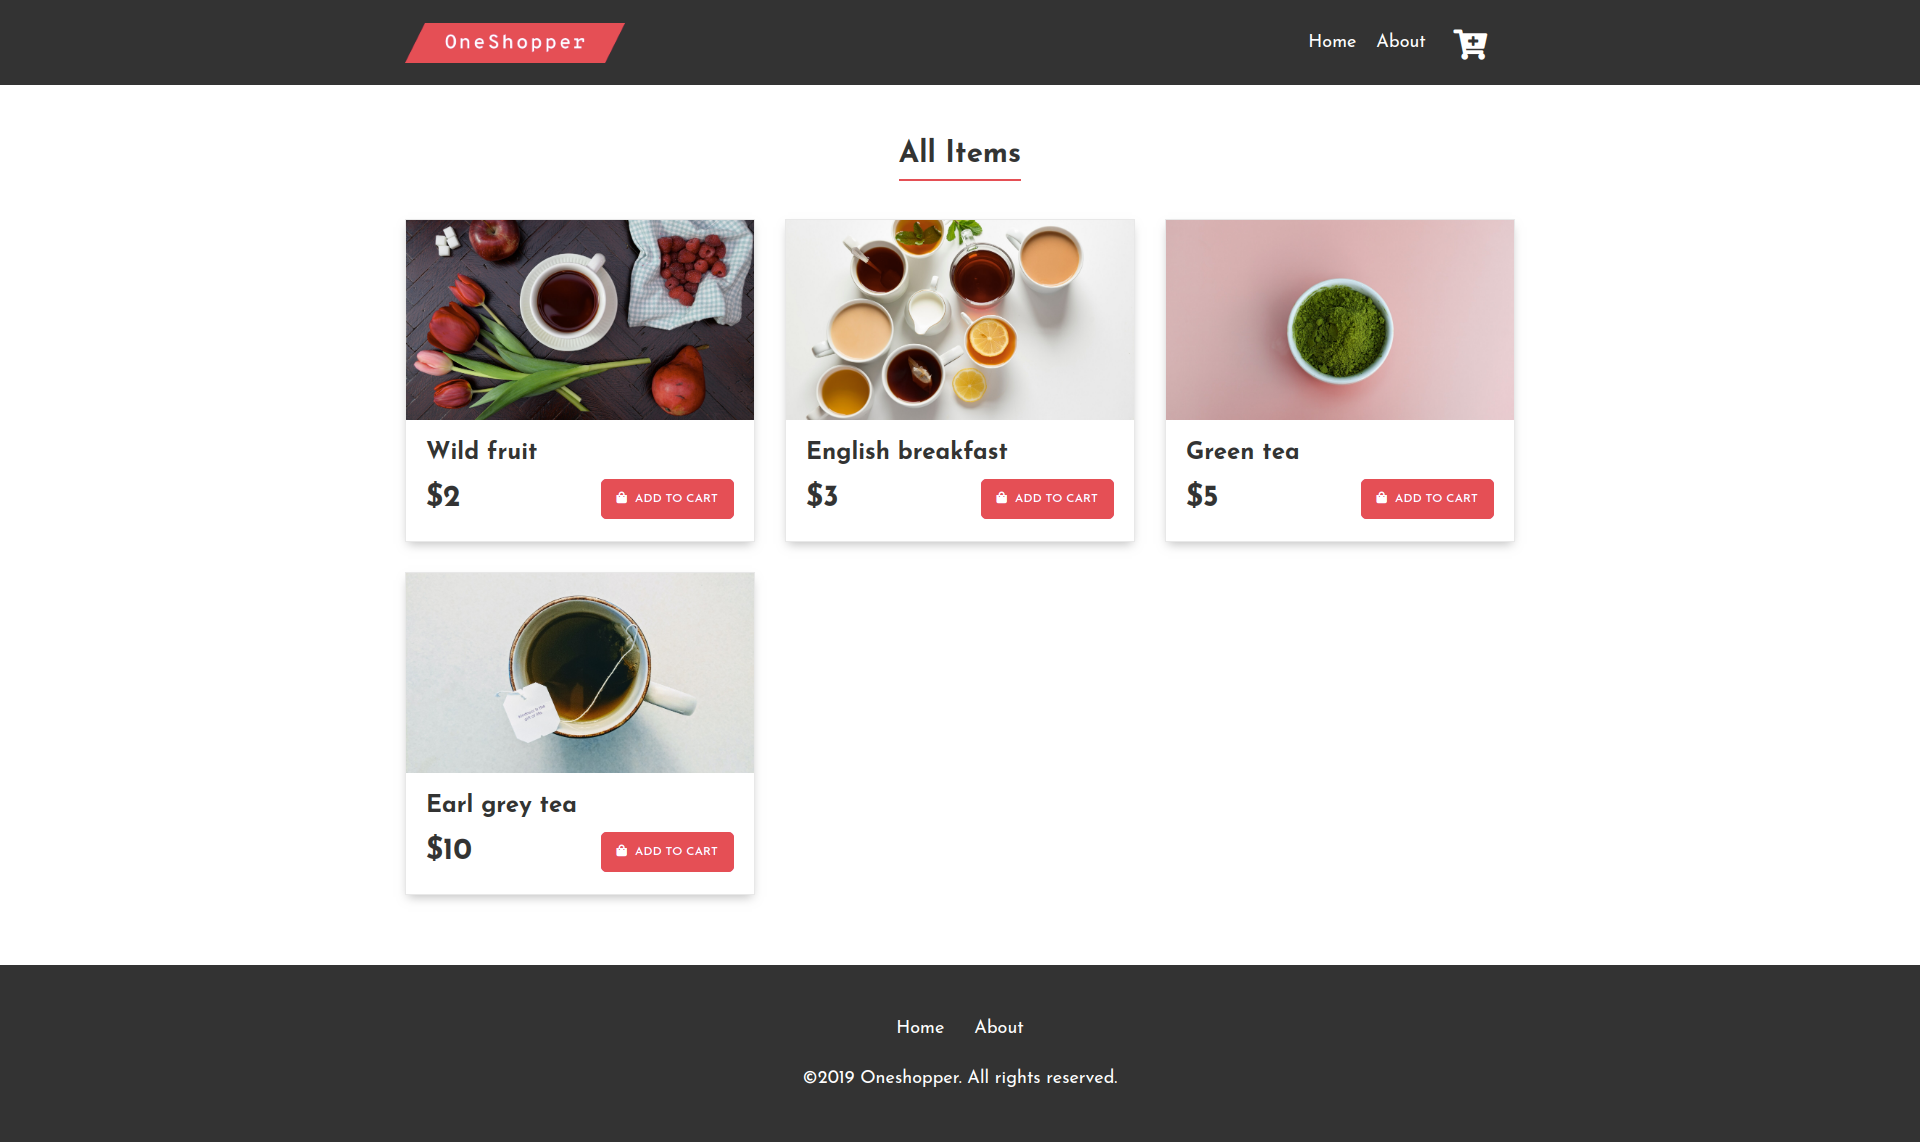 OneShopper
Home About
All Items
Wild fruit
$2 ADD TO CART
English breakfast
$3 ADD TO CART
Green tea
$5 ADD TO CART
Earl grey tea
$10 ADD TO CART
Home About
©2019 Oneshopper. All rights reserved.